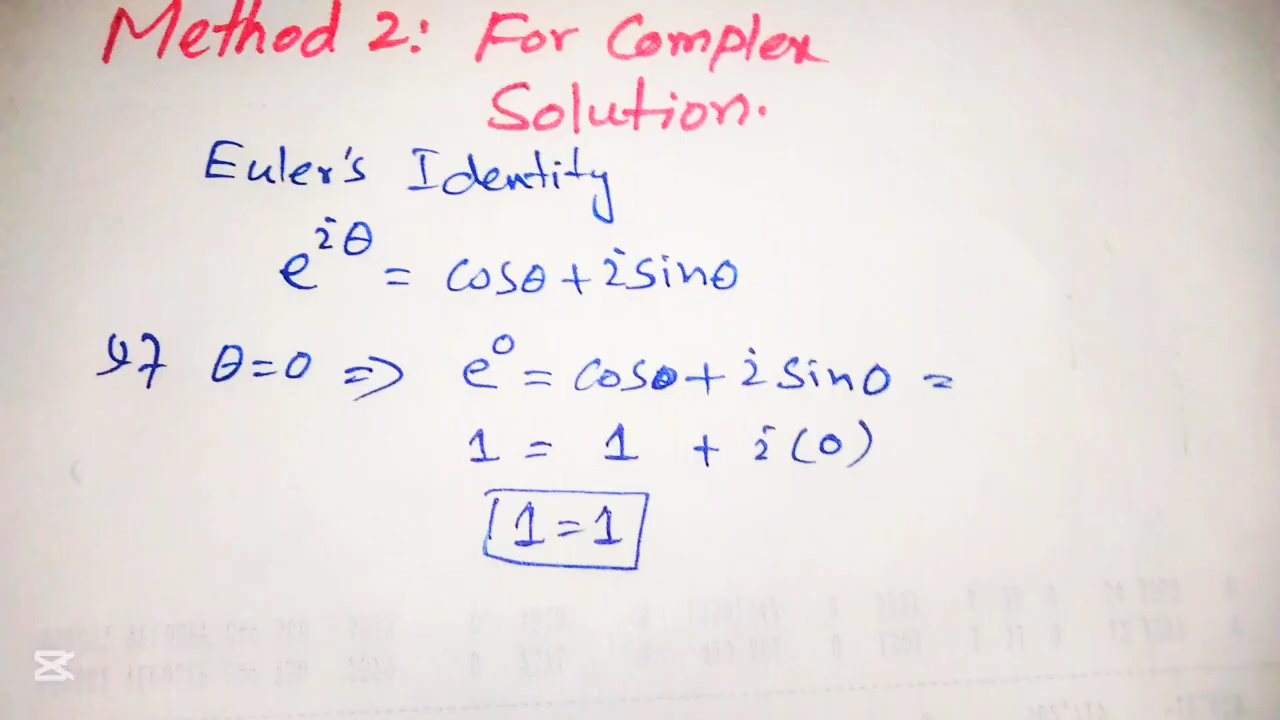 Method 2: For Complex
Solution.
Euler's Identity
e^{iθ} = cosθ + i sinθ
If θ=0 => e^0 = cos0 + i sin0 =
1 = 1 + i(0)
1=1